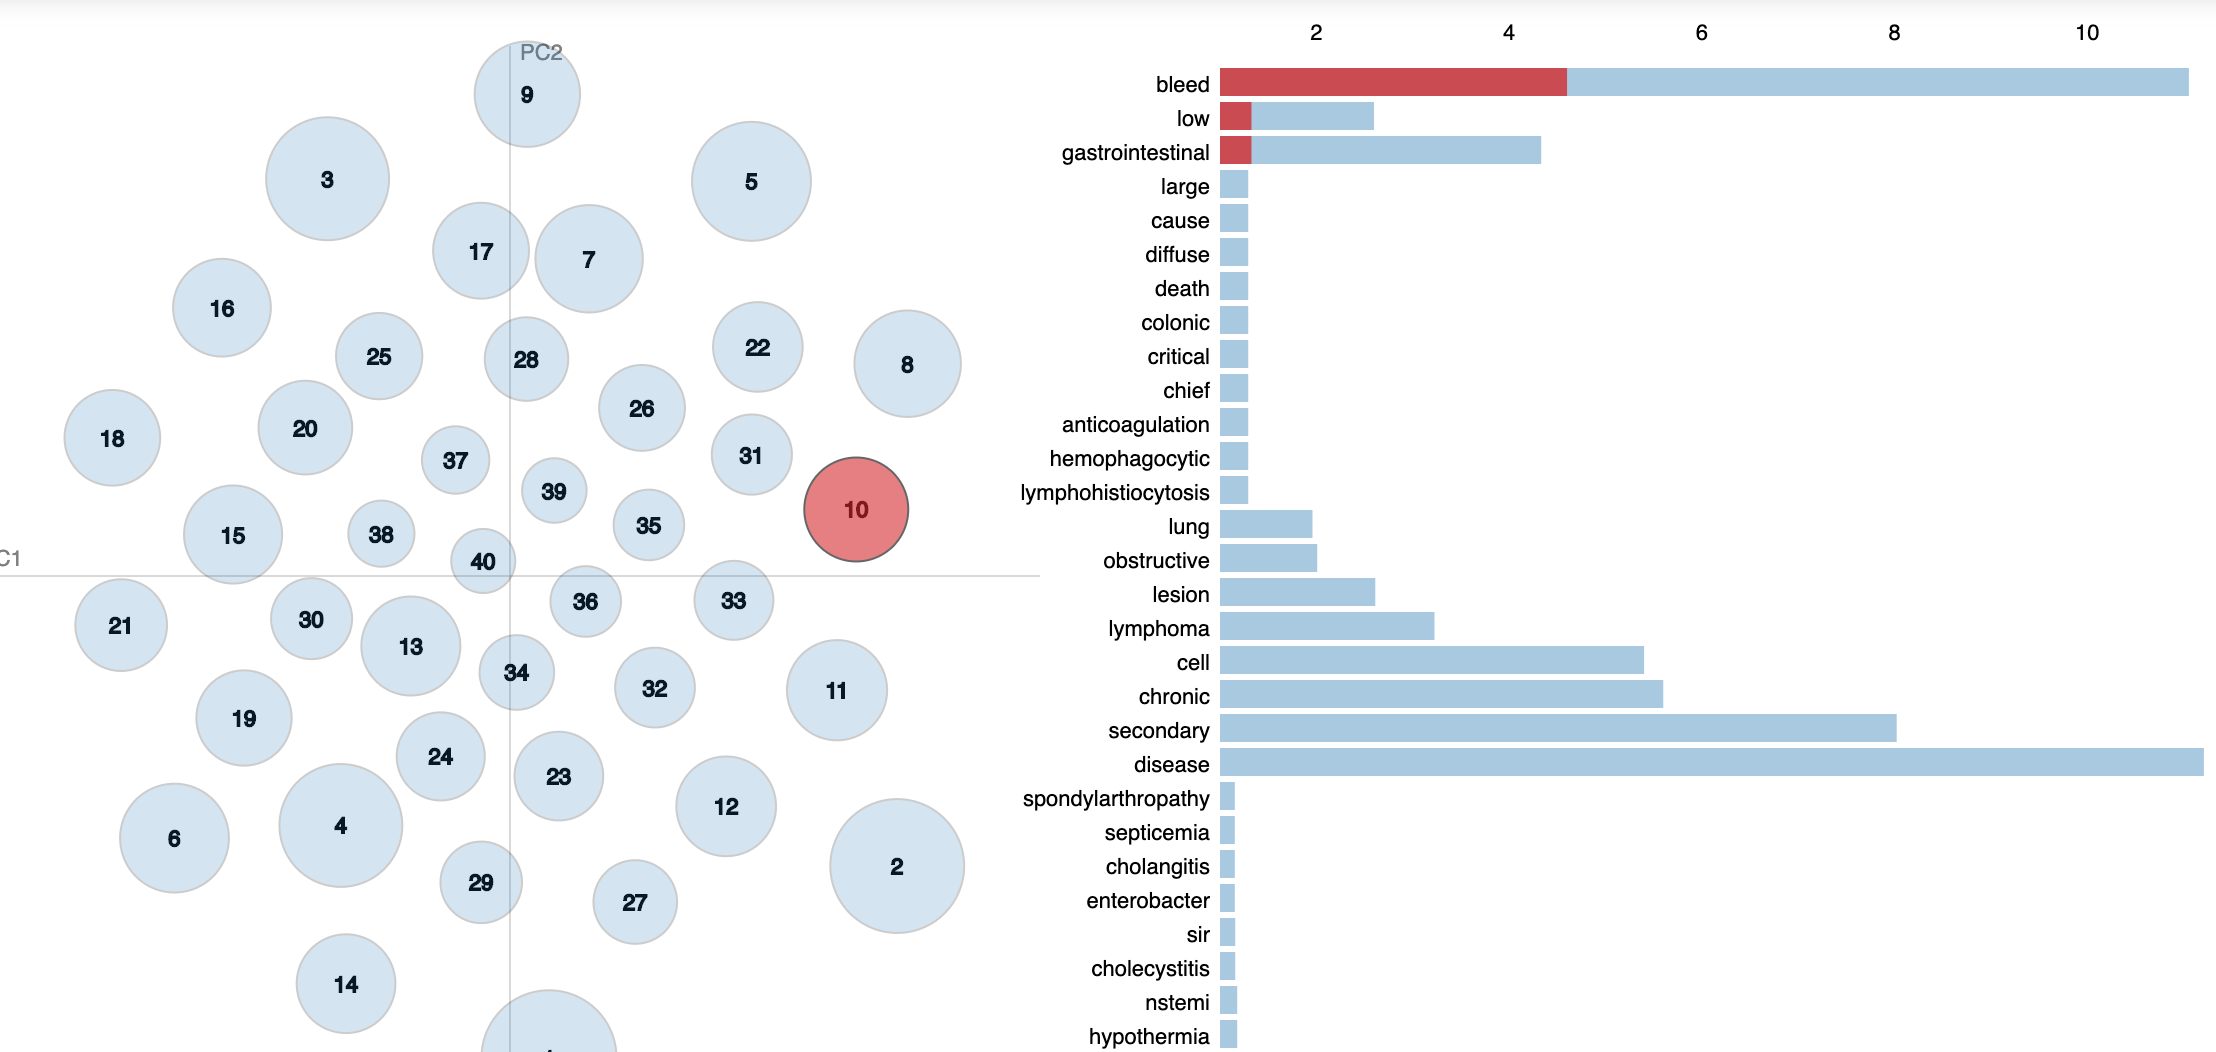 PC2
9
3
5
17
7
16
25
28
22
8
26
18
20
37
31
39
10
15
38
35
40
C1
36
33
21
30
13
34
32
11
19
24
23
12
6
4
2
29
27
14
2 4 6 8 10
bleed
low
gastrointestinal
large
cause
diffuse
death
colonic
critical
chief
anticoagulation
hemophagocytic
lymphohistiocytosis
lung
obstructive
lesion
lymphoma
cell
chronic
secondary
disease
spondylarthropathy
septicemia
cholangitis
enterobacter
sir
cholecystitis
nstemi
hypothermia